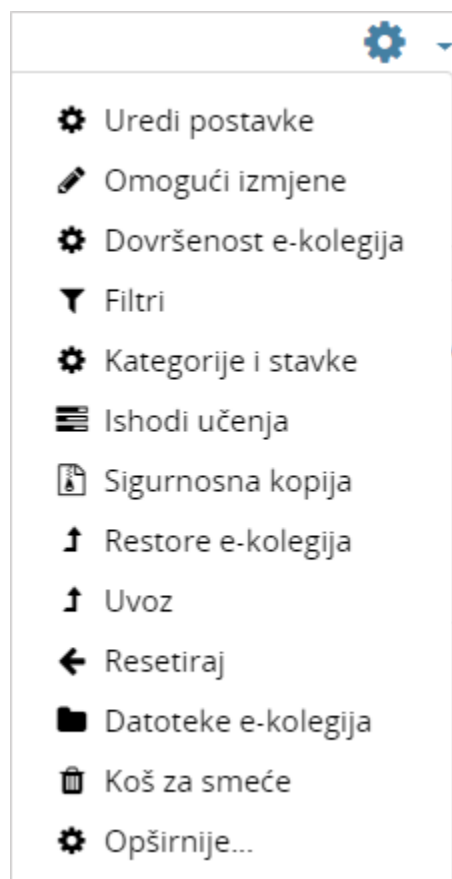 Uredi postavke
Omogući izmjene
Dovršenost e-kolegija
Filtri
Kategorije i stavke
Ishodi učenja
Sigurnosna kopija
Restore e-kolegija
Uvoz
Resetiraj
Datoteke e-kolegija
Koš za smeće
Opširnije...